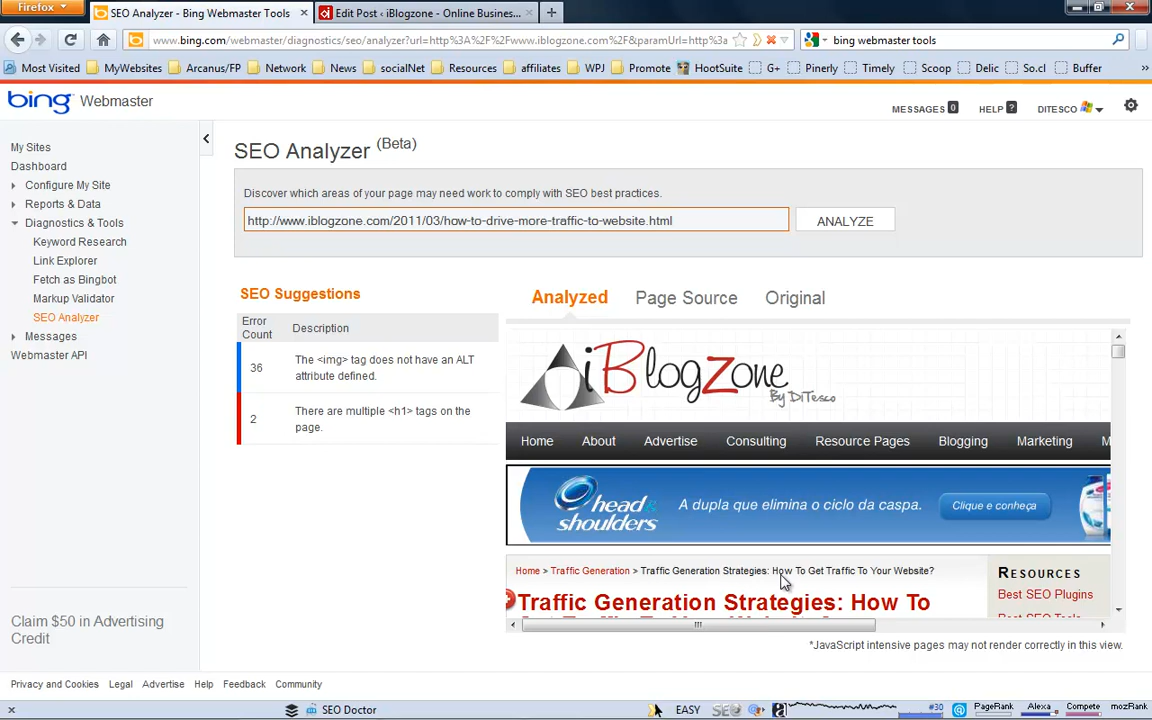 Firefox
SEO Analyzer - Bing Webmaster Tools
Edit Post ‹ iBlogzone - Online Business...
www.bing.com/webmaster/diagnostics/seo/analyzer?url=http%3A%2F%2Fwww.iblogzone.com%2F&paramUrl=http%3a
bing webmaster tools
Most Visited MyWebsites Arcanus/FP Network News socialNet Resources affiliates WPJ Promote HootSuite G+ Pinerly Timely Scoop Delic So.cl Buffer »
bing Webmaster
MESSAGES 0 HELP ? DITESCO
My Sites
Dashboard
Configure My Site
Reports & Data
Diagnostics & Tools
Keyword Research
Link Explorer
Fetch as Bingbot
Markup Validator
SEO Analyzer
Messages
Webmaster API
SEO Analyzer (Beta)
Discover which areas of your page may need work to comply with SEO best practices.
http://www.iblogzone.com/2011/03/how-to-drive-more-traffic-to-website.html
ANALYZE
SEO Suggestions
Error Count Description
36 The <img> tag does not have an ALT
attribute defined.
2 There are multiple <h1> tags on the
page.
Analyzed Page Source Original
iBlogZone
By DiTesco
Home About Advertise Consulting Resource Pages Blogging Marketing M
head&
shoulders
A dupla que elimina o ciclo da caspa.
Clique e conheça
Home > Traffic Generation > Traffic Generation Strategies: How To Get Traffic To Your Website?
Traffic Generation Strategies: How To
RESOURCES
Best SEO Plugins
*JavaScript intensive pages may not render correctly in this view.
Claim $50 in Advertising
Credit
Privacy and Cookies Legal Advertise Help Feedback Community
SEO Doctor
EASY
SEO
#30
PageRank
Alexa
Compete
mozRank